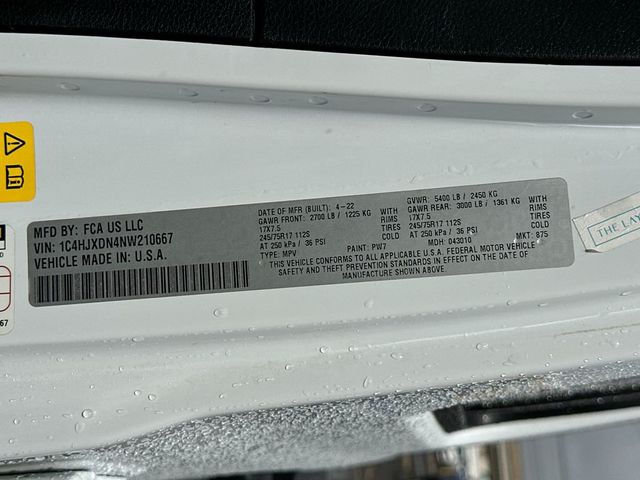 MFD BY: FCA US LLC
VIN: 1C4HJXDN4NW210667
VEHICLE MADE IN: U.S.A.
DATE OF MFR (BUILT): 4-22
GAWR FRONT: 2700 LB / 1225 KG WITH
17X7.5 RIMS
245/75R17 112S TIRES
AT 250 kPa / 36 PSI COLD
TYPE: MPV PAINT: PW7
GVWR: 5400 LB / 2450 KG
GAWR REAR: 3000 LB / 1361 KG WITH
17X7.5 RIMS
245/75R17 112S TIRES
AT 250 kPa / 36 PSI COLD
MDH: 043010 MKT: 875
THIS VEHICLE CONFORMS TO ALL APPLICABLE U.S.A. FEDERAL MOTOR VEHICLE
SAFETY AND THEFT PREVENTION STANDARDS IN EFFECT ON THE DATE OF
MANUFACTURE SHOWN ABOVE.
THE LAY
67